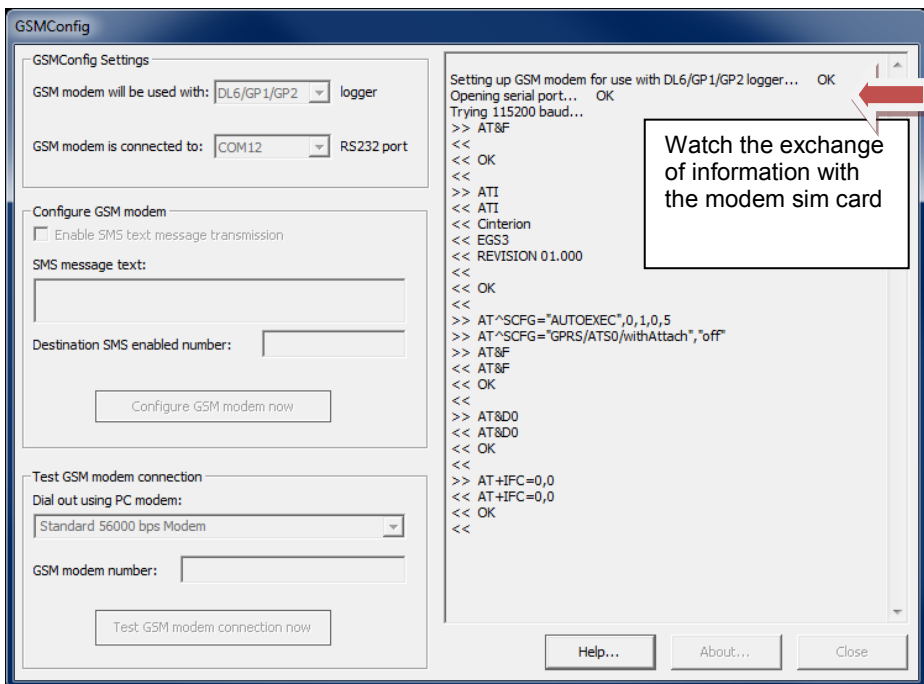 GSMConfig
GSMConfig Settings
GSM modem will be used with: DL6/GP1/GP2 logger
GSM modem is connected to: COM12 RS232 port
Configure GSM modem
Enable SMS text message transmission
SMS message text:
Destination SMS enabled number:
Configure GSM modem now
Test GSM modem connection
Dial out using PC modem:
Standard 56000 bps Modem
GSM modem number:
Test GSM modem connection now
Setting up GSM modem for use with DL6/GP1/GP2 logger... OK
Opening serial port... OK
Trying 115200 baud...
>> AT&F
<<
<< OK
<<
>> ATI
<< ATI
<< Cinterion
<< EGS3
<< REVISION 01.000
<<
<< OK
<<
>> AT^SCFG="AUTOEXEC",0,1,0,5
>> AT^SCFG="GPRS/ATS0/withAttach","off"
>> AT&F
<< AT&F
<< OK
<<
>> AT&D0
<< AT&D0
<< OK
<<
>> AT+IFC=0,0
<< AT+IFC=0,0
<< OK
<<
Watch the exchange
of information with
the modem sim card
Help...
About...
Close